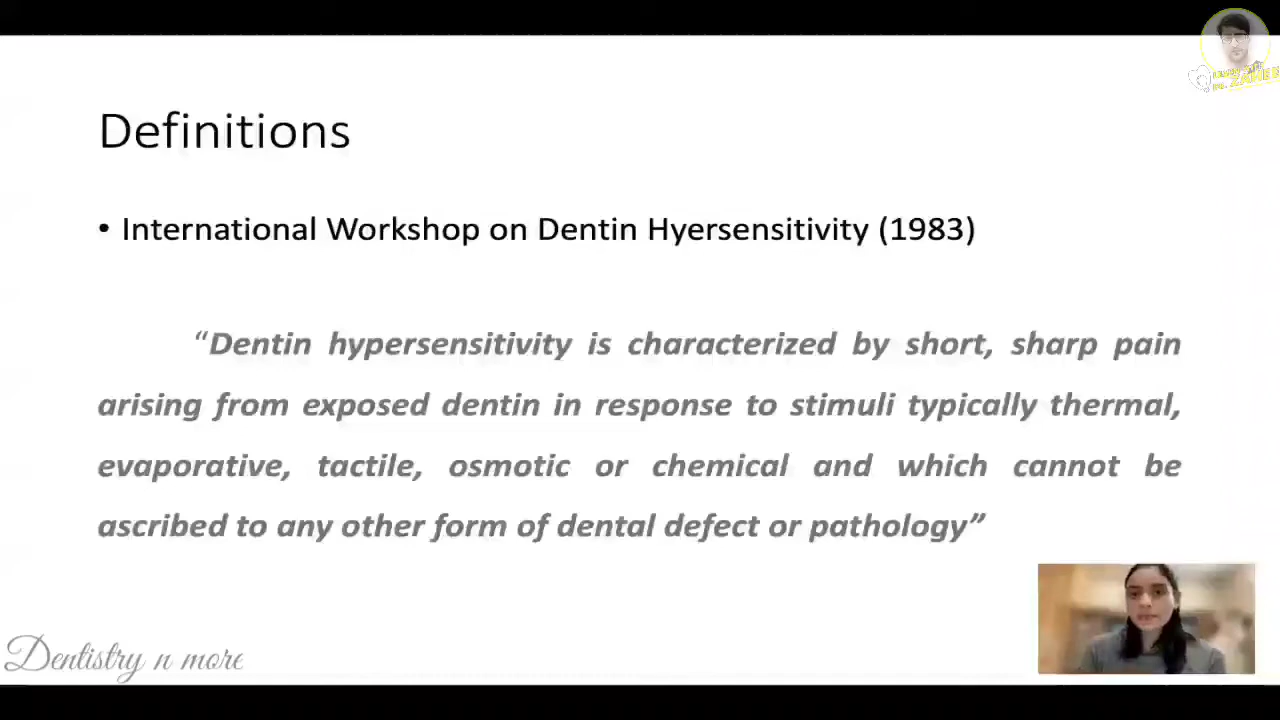 Definitions
• International Workshop on Dentin Hyersensitivity (1983)
“Dentin hypersensitivity is characterized by short, sharp pain
arising from exposed dentin in response to stimuli typically thermal,
evaporative, tactile, osmotic or chemical and which cannot be
ascribed to any other form of dental defect or pathology”
Dentistry n more